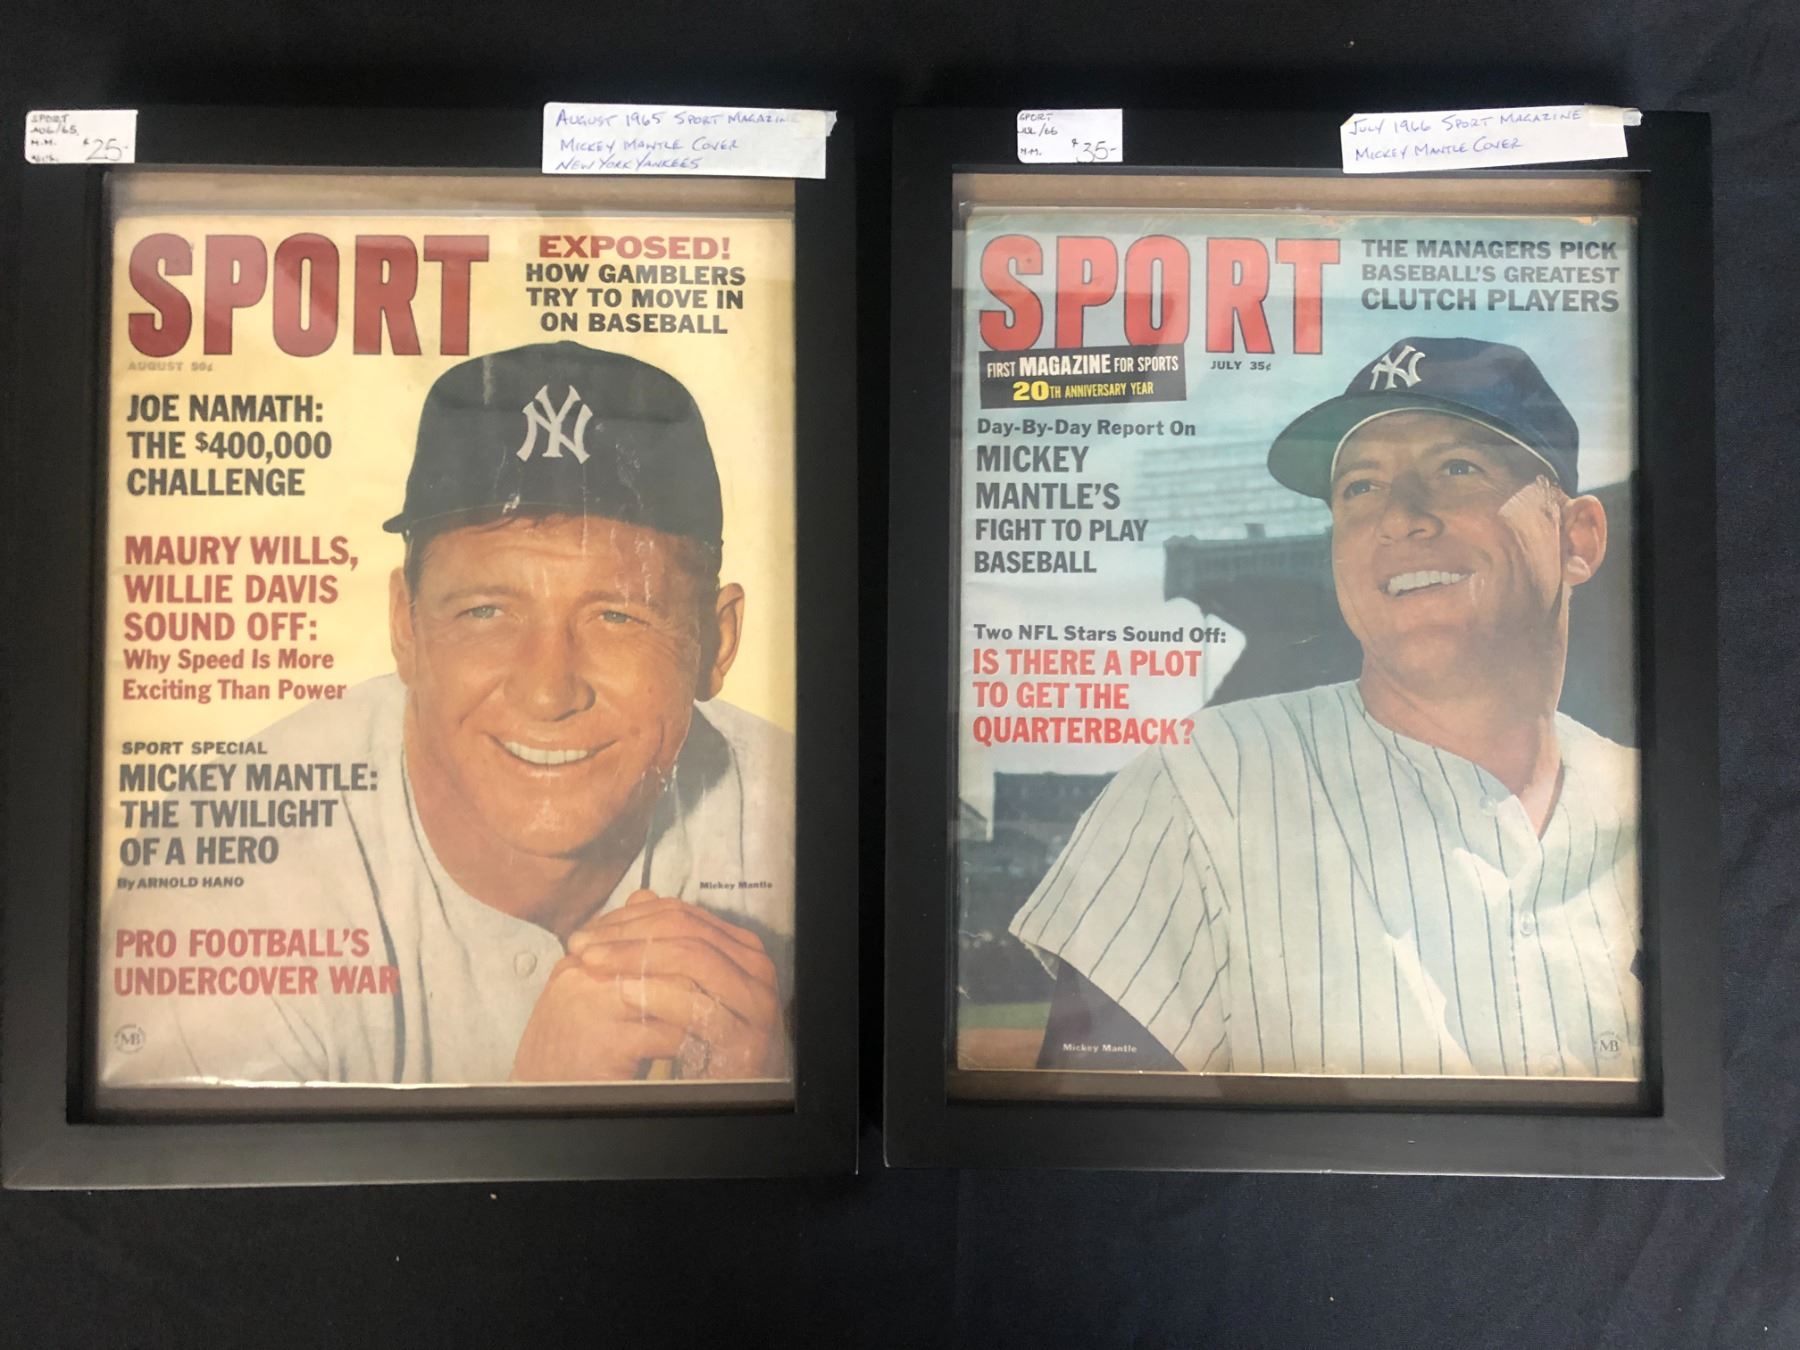 SPORT
AUG/65
M.M.
$25-
AUGUST 1965 SPORT MAGAZINE
MICKEY MANTLE COVER
NEW YORK YANKEES
SPORT
EXPOSED!
HOW GAMBLERS
TRY TO MOVE IN
ON BASEBALL
AUGUST 50¢
JOE NAMATH:
THE $400,000
CHALLENGE
MAURY WILLS,
WILLIE DAVIS
SOUND OFF:
Why Speed Is More
Exciting Than Power
SPORT SPECIAL
MICKEY MANTLE:
THE TWILIGHT
OF A HERO
By ARNOLD HANO
Mickey Mantle
PRO FOOTBALL'S
UNDERCOVER WAR
MB
NY
SPORT
JUL/66
M.M.
$35-
JULY 1966 SPORT MAGAZINE
MICKEY MANTLE COVER
SPORT
THE MANAGERS PICK
BASEBALL'S GREATEST
CLUTCH PLAYERS
FIRST MAGAZINE FOR SPORTS
20TH ANNIVERSARY YEAR
JULY 35¢
Day-By-Day Report On
MICKEY
MANTLE'S
FIGHT TO PLAY
BASEBALL
Two NFL Stars Sound Off:
IS THERE A PLOT
TO GET THE
QUARTERBACK?
Mickey Mantle
MB
NY